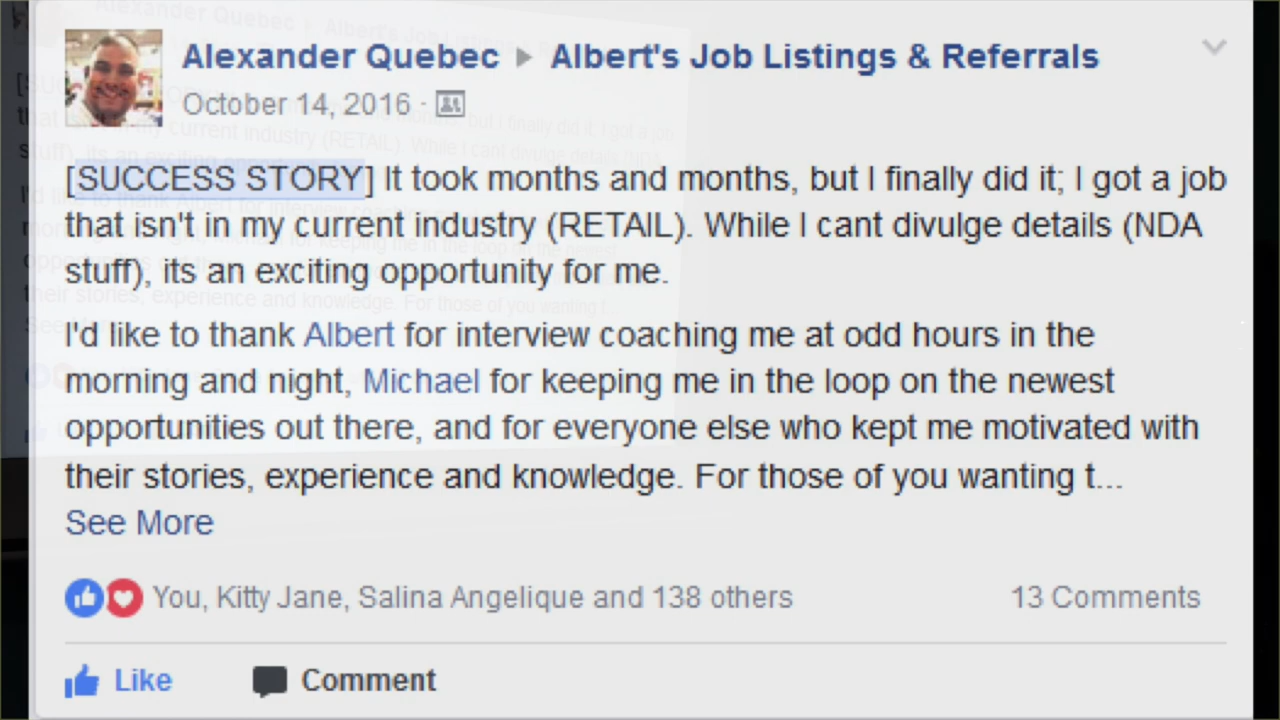 Alexander Quebec ▸ Albert's Job Listings & Referrals
October 14, 2016 ·
[SUCCESS STORY] It took months and months, but I finally did it; I got a job
that isn't in my current industry (RETAIL). While I cant divulge details (NDA
stuff), its an exciting opportunity for me.
I'd like to thank Albert for interview coaching me at odd hours in the
morning and night, Michael for keeping me in the loop on the newest
opportunities out there, and for everyone else who kept me motivated with
their stories, experience and knowledge. For those of you wanting t...
See More
You, Kitty Jane, Salina Angelique and 138 others 13 Comments
Like Comment